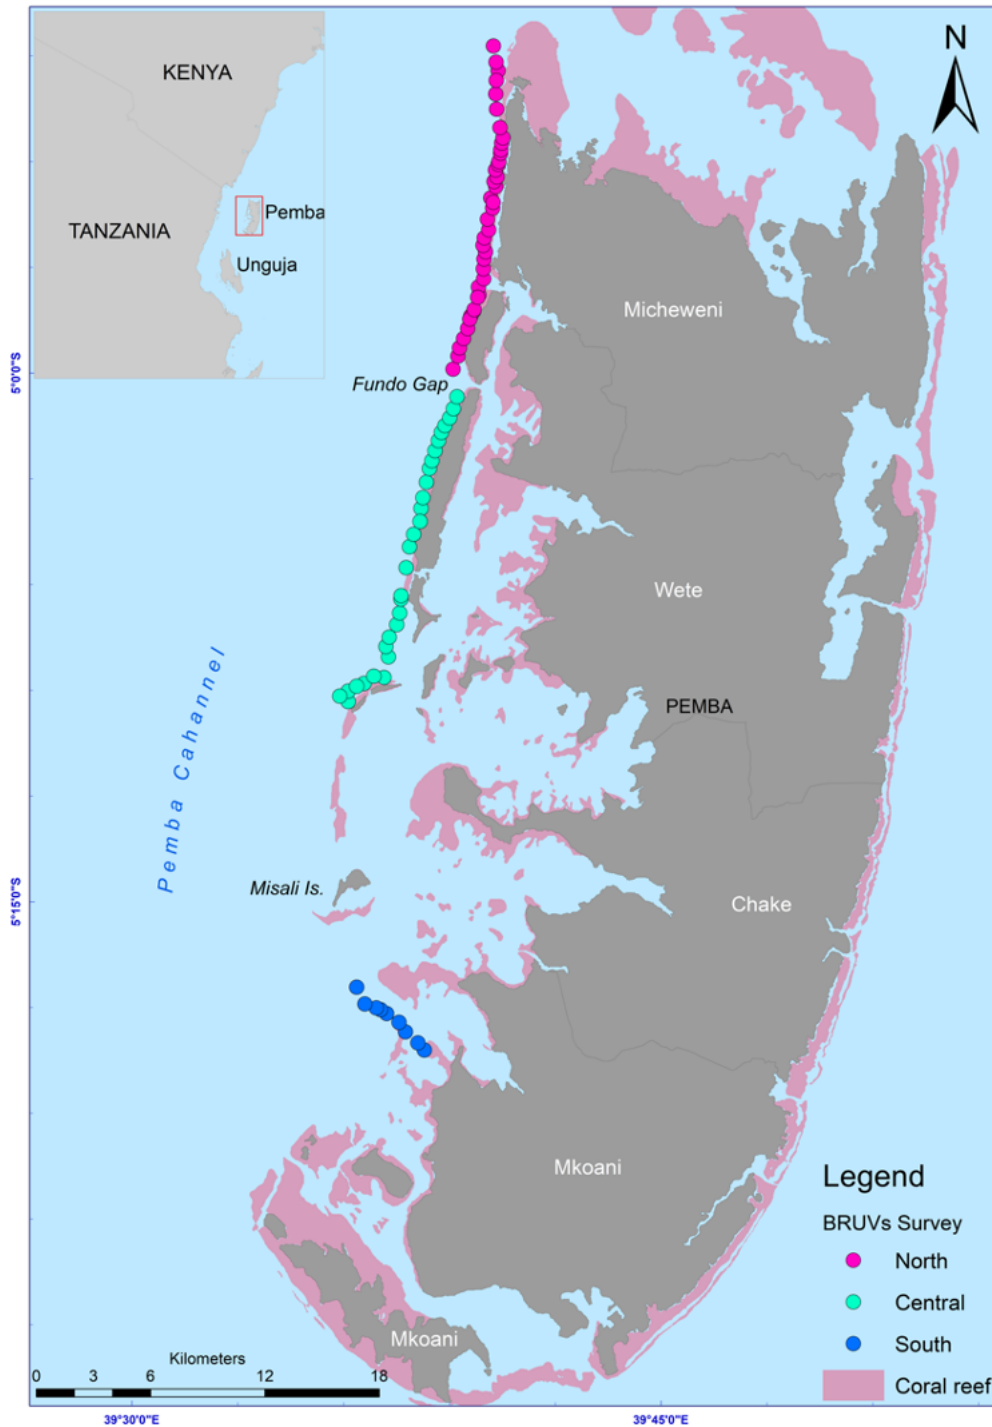 KENYA
TANZANIA
Pemba
Unguja
N
Micheweni
5°0'0"S
Fundo Gap
Wete
PEMBA
Pemba Cahannel
Misali Is.
5°15'0"S
Chake
Mkoani
Legend
BRUVs Survey
North
Central
South
Coral reef
Mkoani
Kilometers
0 3 6 12 18
39°30'0"E
39°45'0"E